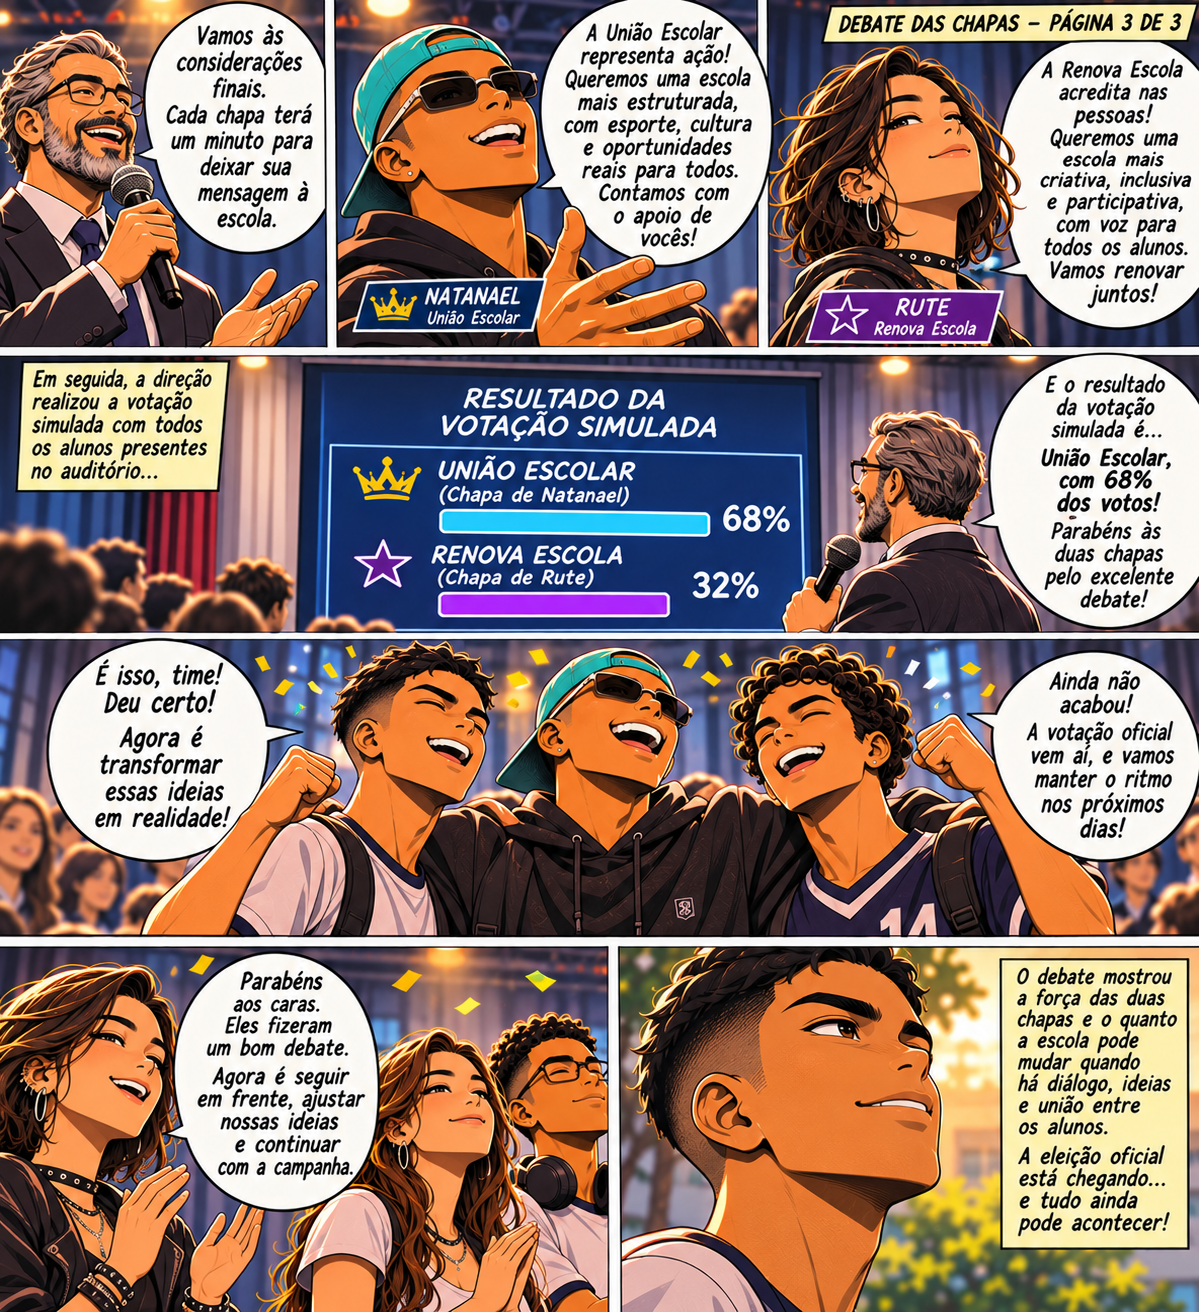 Vamos às
considerações
finais.
Cada chapa terá
um minuto para
deixar sua
mensagem à
escola.
A União Escolar
representa ação!
Queremos uma escola
mais estruturada,
com esporte, cultura
e oportunidades
reais para todos.
Contamos com
o apoio de
vocês!
NATANAEL
União Escolar
DEBATE DAS CHAPAS – PÁGINA 3 DE 3
A Renova Escola
acredita nas
pessoas!
Queremos uma
escola mais
criativa, inclusiva
e participativa,
com voz para
todos os alunos.
Vamos renovar
juntos!
RUTE
Renova Escola
Em seguida, a direção
realizou a votação
simulada com todos
os alunos presentes
no auditório...
RESULTADO DA
VOTAÇÃO SIMULADA
UNIÃO ESCOLAR
(Chapa de Natanael)
68%
RENOVA ESCOLA
(Chapa de Rute)
32%
E o resultado
da votação
simulada é...
União Escolar,
com 68%
dos votos!
Parabéns às
duas chapas
pelo excelente
debate!
É isso, time!
Deu certo!
Agora é
transformar
essas ideias
em realidade!
Ainda não
acabou!
A votação oficial
vem aí, e vamos
manter o ritmo
nos próximos
dias!
14
Parabéns
aos caras.
Eles fizeram
um bom debate.
Agora é seguir
em frente, ajustar
nossas ideias
e continuar
com a campanha.
O debate mostrou
a força das duas
chapas e o quanto
a escola pode
mudar quando
há diálogo, ideias
e união entre
os alunos.
A eleição oficial
está chegando...
e tudo ainda
pode acontecer!